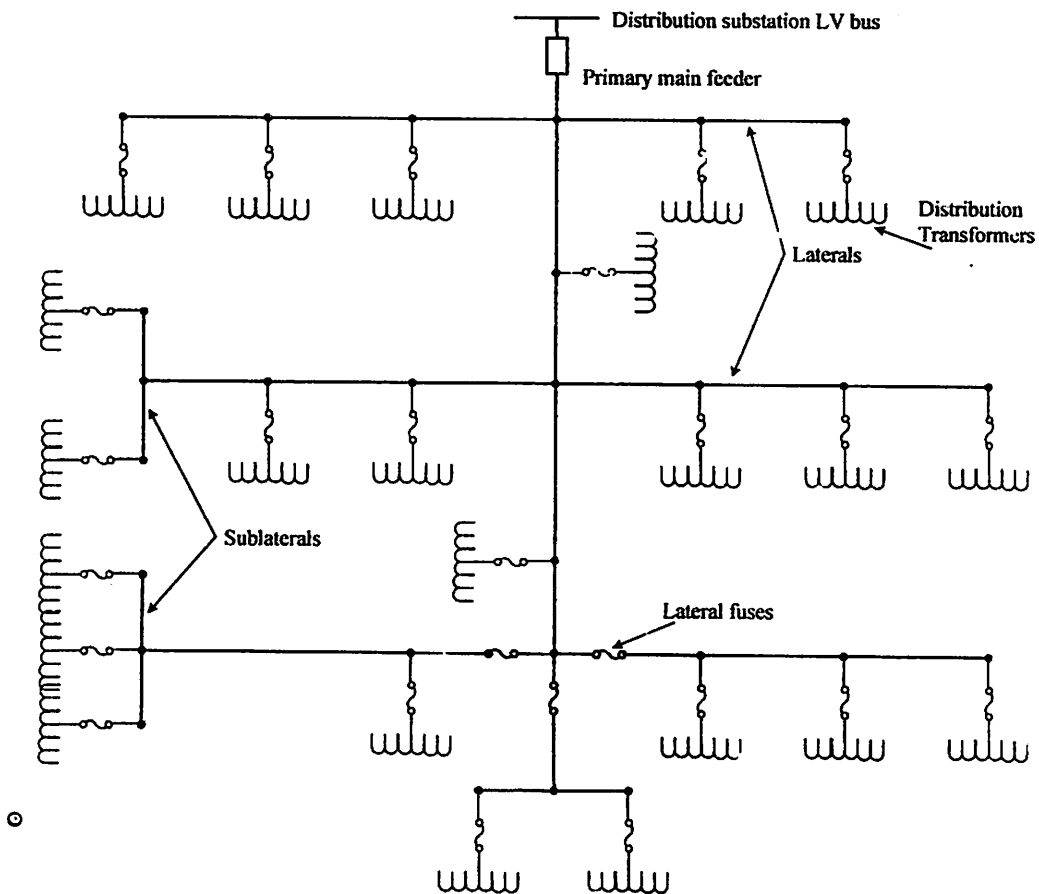 Distribution substation LV bus
Primary main feeder
Distribution
Transformers
Laterals
Sublaterals
Lateral fuses